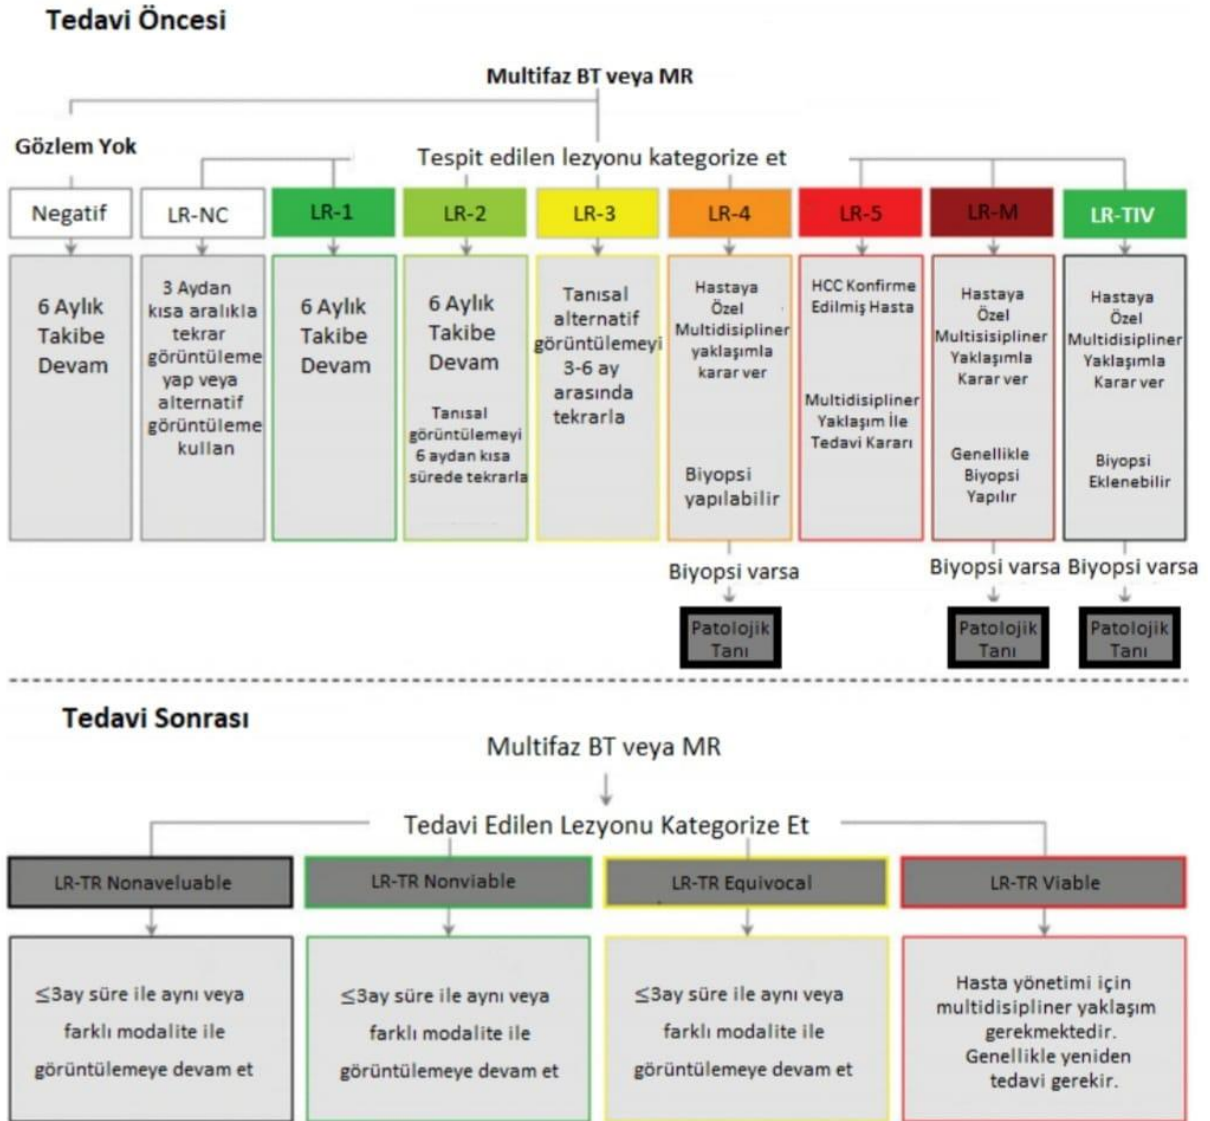 Tedavi Öncesi
Multifaz BT veya MR
Gözlem Yok
Tespit edilen lezyonu kategorize et
Negatif
LR-NC
LR-1
LR-2
LR-3
LR-4
LR-5
LR-M
LR-TIV
6 Aylık
Takibe
Devam
3 Aydan
kısa aralıkla
tekrar
görüntüleme
yap veya
alternatif
görüntüleme
kullan
6 Aylık
Takibe
Devam
6 Aylık
Takibe
Devam
Tanısal
görüntülemeyi
6 aydan kısa
sürede tekrarla
Tanısal
alternatif
görüntülemeyi
3-6 ay
arasında
tekrarla
Hastaya
Özel
Multidisipliner
yaklaşımla
karar ver
Biyopsi
yapılabilir
HCC Konfirme
Edilmiş Hasta
Multidisipliner
Yaklaşım İle
Tedavi Kararı
Hastaya
Özel
Multisisipliner
Yaklaşımla
Karar ver
Genellikle
Biyopsi
Yapılır
Hastaya
Özel
Multidisipliner
Yaklaşımla
Karar ver
Biyopsi
Eklenebilir
Biyopsi varsa
Biyopsi varsa
Biyopsi varsa
Patolojik
Tanı
Patolojik
Tanı
Patolojik
Tanı
Tedavi Sonrası
Multifaz BT veya MR
Tedavi Edilen Lezyonu Kategorize Et
LR-TR Nonaveluable
LR-TR Nonviable
LR-TR Equivocal
LR-TR Viable
≤3ay süre ile aynı veya
farklı modalite ile
görüntülemeye devam et
≤3ay süre ile aynı veya
farklı modalite ile
görüntülemeye devam et
≤3ay süre ile aynı veya
farklı modalite ile
görüntülemeye devam et
Hasta yönetimi için
multidisipliner yaklaşım
gerekmektedir.
Genellikle yeniden
tedavi gerekir.